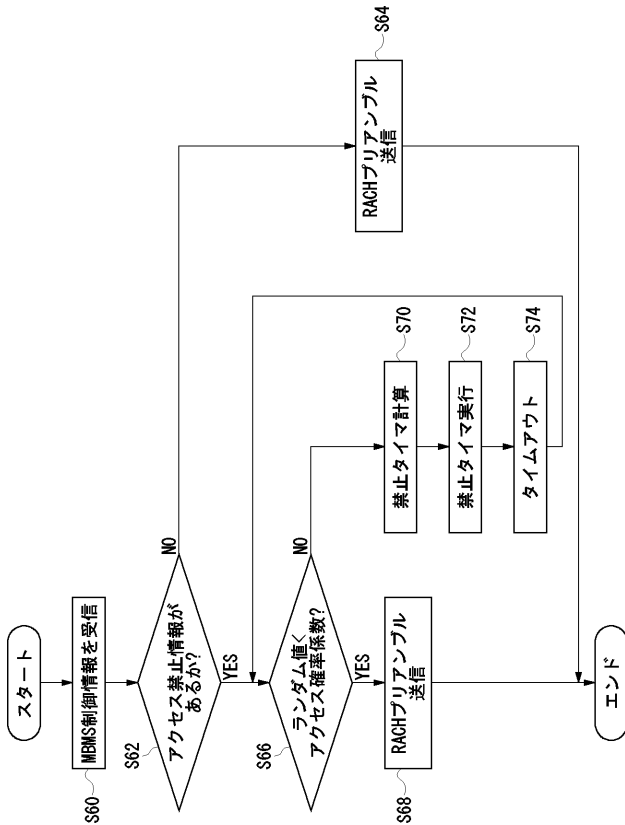 スタート
MBMS制御情報を受信
S60
アクセス禁止情報が
あるか?
S62
NO
YES
RACHプリアンブル
送信
S64
ランダム値<
アクセス確率係数?
S66
NO
YES
RACHプリアンブル
送信
S68
禁止タイマ計算
S70
禁止タイマ実行
S72
タイムアウト
S74
エンド